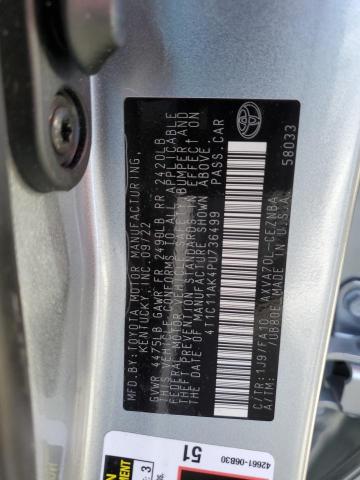 MFD.BY:TOYOTA MOTOR MANUFACTURING,
KENTUCKY,INC. 09/22
GVWR 4475LB GAWR FR 2490LB RR 2420LB
THIS VEHICLE CONFORMS TO ALL APPLICABLE
FEDERAL MOTOR VEHICLE SAFETY, BUMPER, AND
THEFT PREVENTION STANDARDS IN EFFECT ON
THE DATE OF MANUFACTURE SHOWN ABOVE.
4T1C11AK4PU736499 PASS.CAR
C/TR:1J9/FA10 AXVA70L-CEZNBA
A/TM: /UB80E MADE IN U.S.A.
58033
42661-06B30
51